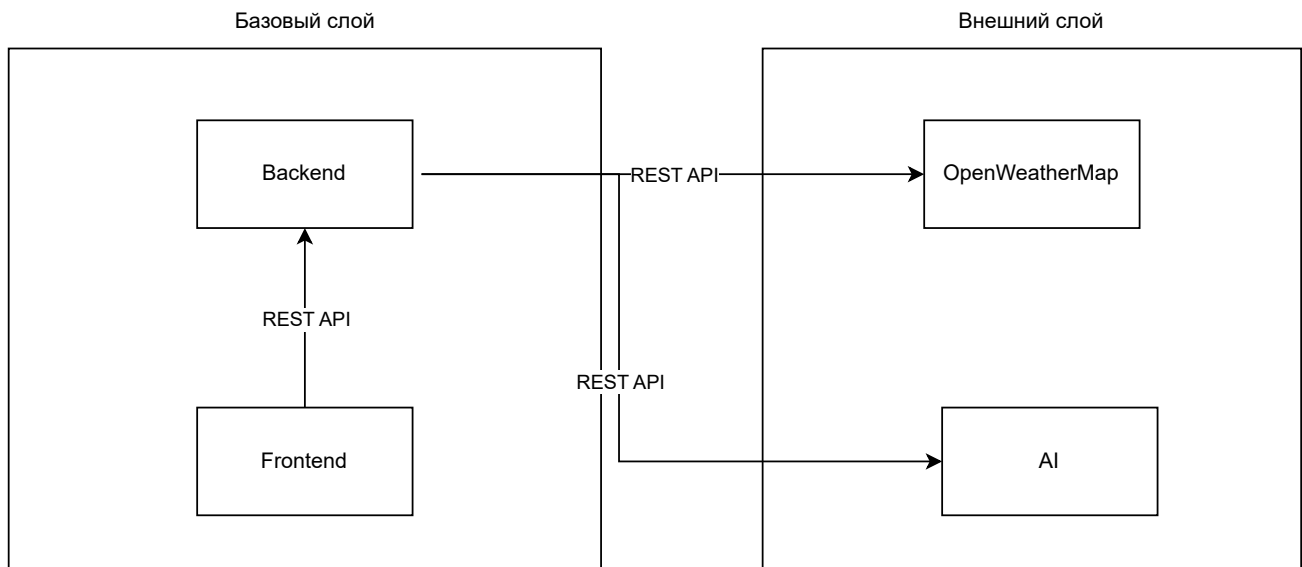 Базовый слой
Внешний слой
Backend
REST API
OpenWeatherMap
REST API
REST API
Frontend
AI